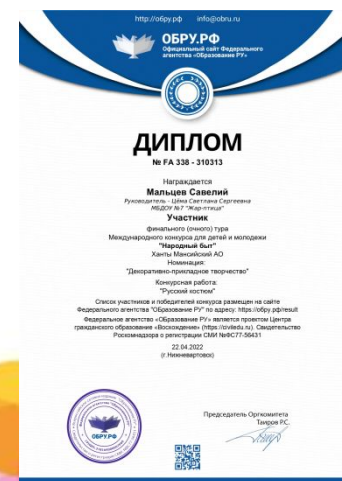 http://обру.рф info@obru.ru
ОБРУ.РФ
Официальный сайт Федерального
агентства «Образование РУ»
ДИПЛОМ
№ FA 338 - 310313
Награждается
Мальцев Савелий
Руководитель - Цёма Светлана Сергеевна
МБДОУ №7 "Жар-птица"
Участник
финального (очного) тура
Международного конкурса для детей и молодежи
"Народный быт"
Ханты Мансийский АО
Номинация:
"Декоративно-прикладное творчество"
Конкурсная работа:
"Русский костюм"
Список участников и победителей конкурса размещен на сайте
Федерального агентства "Образование РУ" по адресу: https://обру.рф/result
Федеральное агентство «Образование РУ» является проектом Центра
гражданского образование «Восхождение» (https://civiledu.ru). Свидетельство
Роскомнадзора о регистрации СМИ №ФС77-56431
22.04.2022
(г.Нижневартовск)
Председатель Оргкомитета
Таиров Р.С.
ОБРУ.РФ